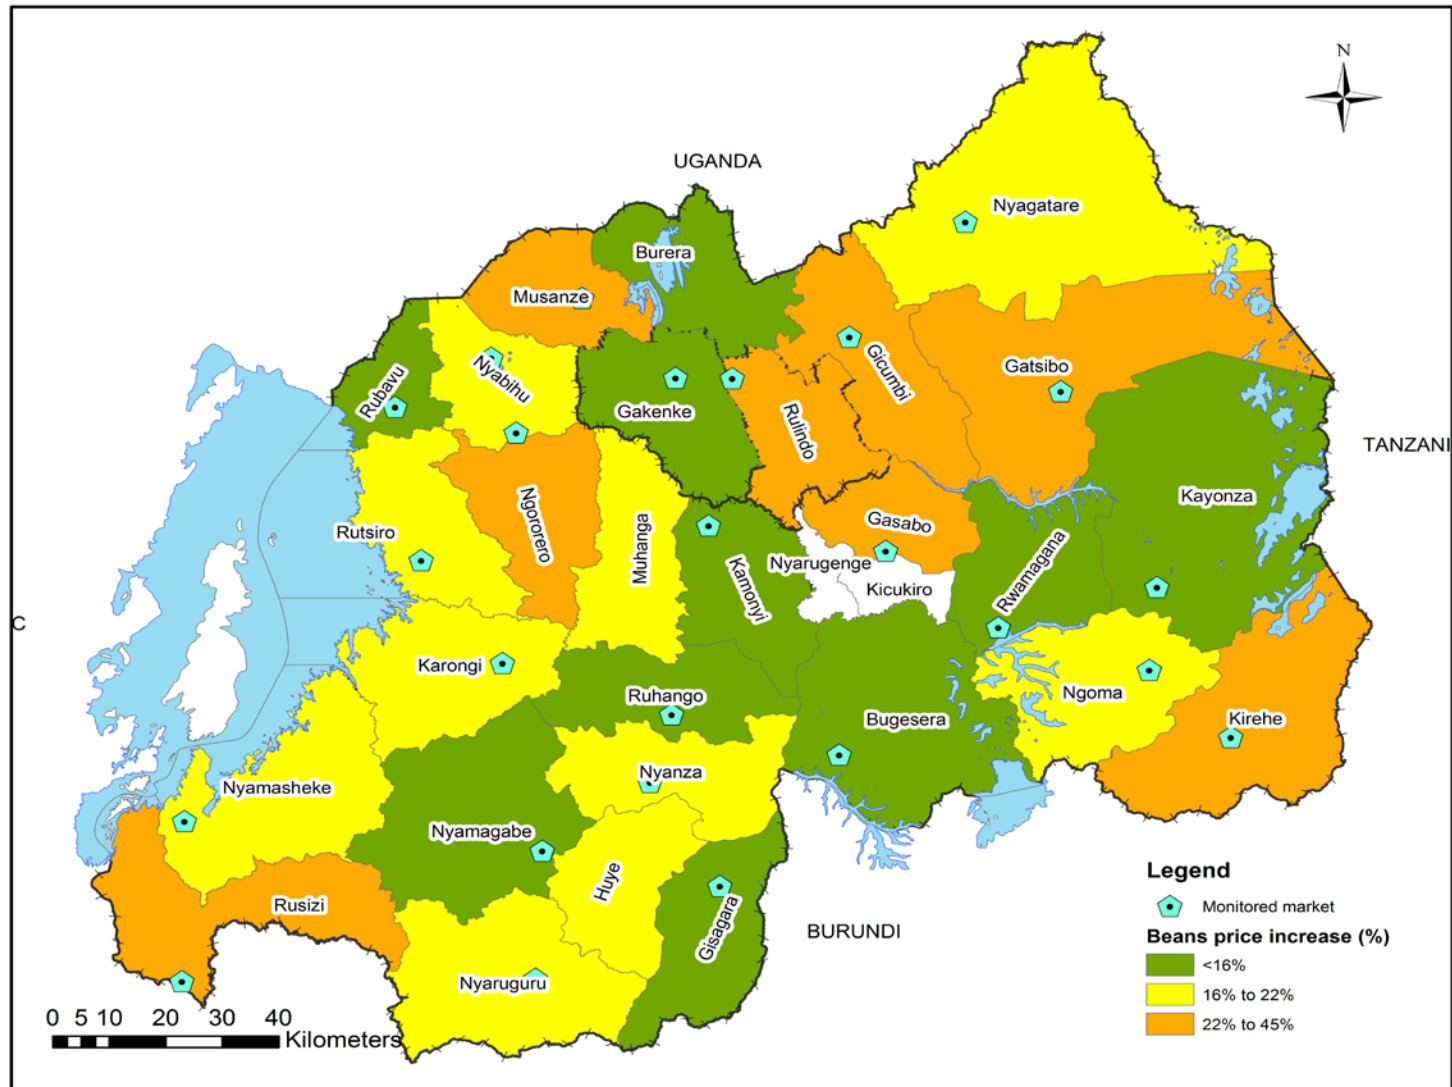 N
UGANDA
Nyagatare
Burera
Musanze
Gicumbi
Gatsibo
Rubavu
Nyabihu
Gakenke
Rulindo
TANZANI
Kayonza
Ngororero
Gasabo
Rutsiro
Muhanga
Nyarugenge
Kamonyi
Kicukiro
Rwamagana
C
Karongi
Ruhango
Ngoma
Bugesera
Kirehe
Nyanza
Nyamasheke
Nyamagabe
Huye
Rusizi
Gisagara
BURUNDI
Nyaruguru
Legend
Monitored market
Beans price increase (%)
<16%
16% to 22%
22% to 45%
0 5 10 20 30 40
Kilometers